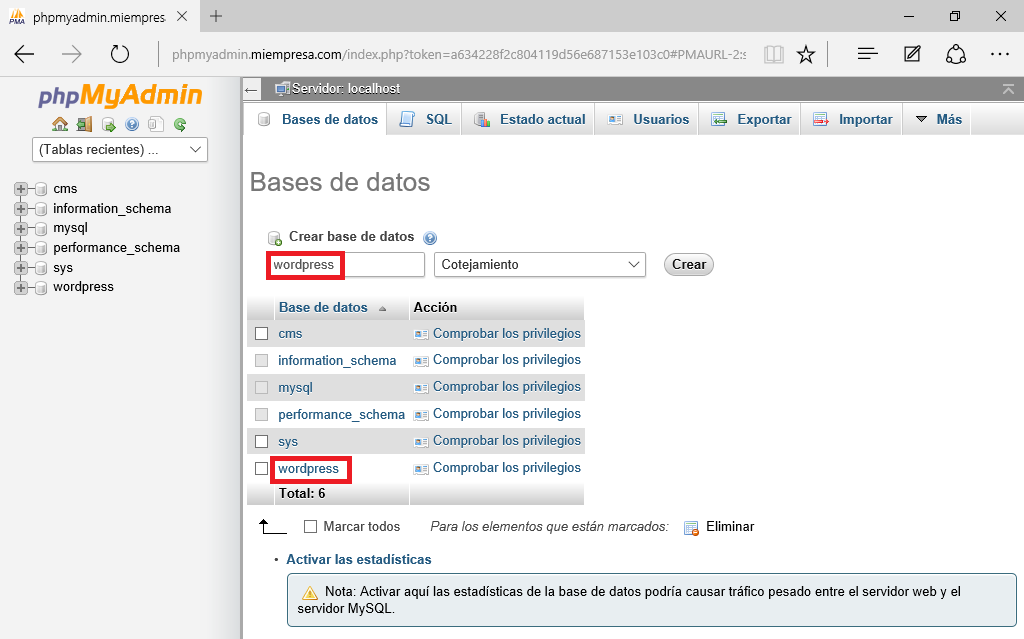 phpmyadmin.miempres
phpmyadmin.miempresa.com/index.php?token=a634228f2c804119d56e687153e103c0#PMAURL-2:s
phpMyAdmin
(Tablas recientes) ...
cms
information_schema
mysql
performance_schema
sys
wordpress
Servidor: localhost
Bases de datos
SQL
Estado actual
Usuarios
Exportar
Importar
Más
Bases de datos
Crear base de datos
wordpress
Cotejamiento
Crear
Base de datos
Acción
cms Comprobar los privilegios
information_schema Comprobar los privilegios
mysql Comprobar los privilegios
performance_schema Comprobar los privilegios
sys Comprobar los privilegios
wordpress Comprobar los privilegios
Total: 6
Marcar todos
Para los elementos que están marcados:
Eliminar
• Activar las estadísticas
Nota: Activar aquí las estadísticas de la base de datos podría causar tráfico pesado entre el servidor web y el
servidor MySQL.